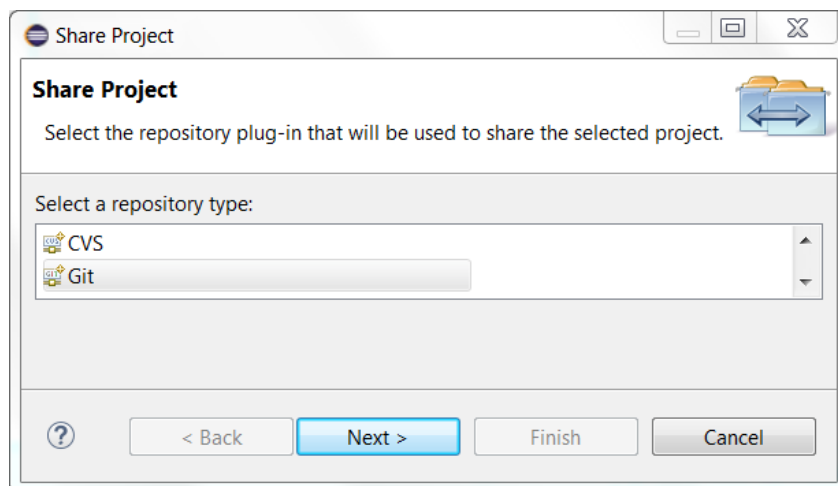 Share Project
Share Project
Select the repository plug-in that will be used to share the selected project.
Select a repository type:
CVS
Git
? < Back Next > Finish Cancel